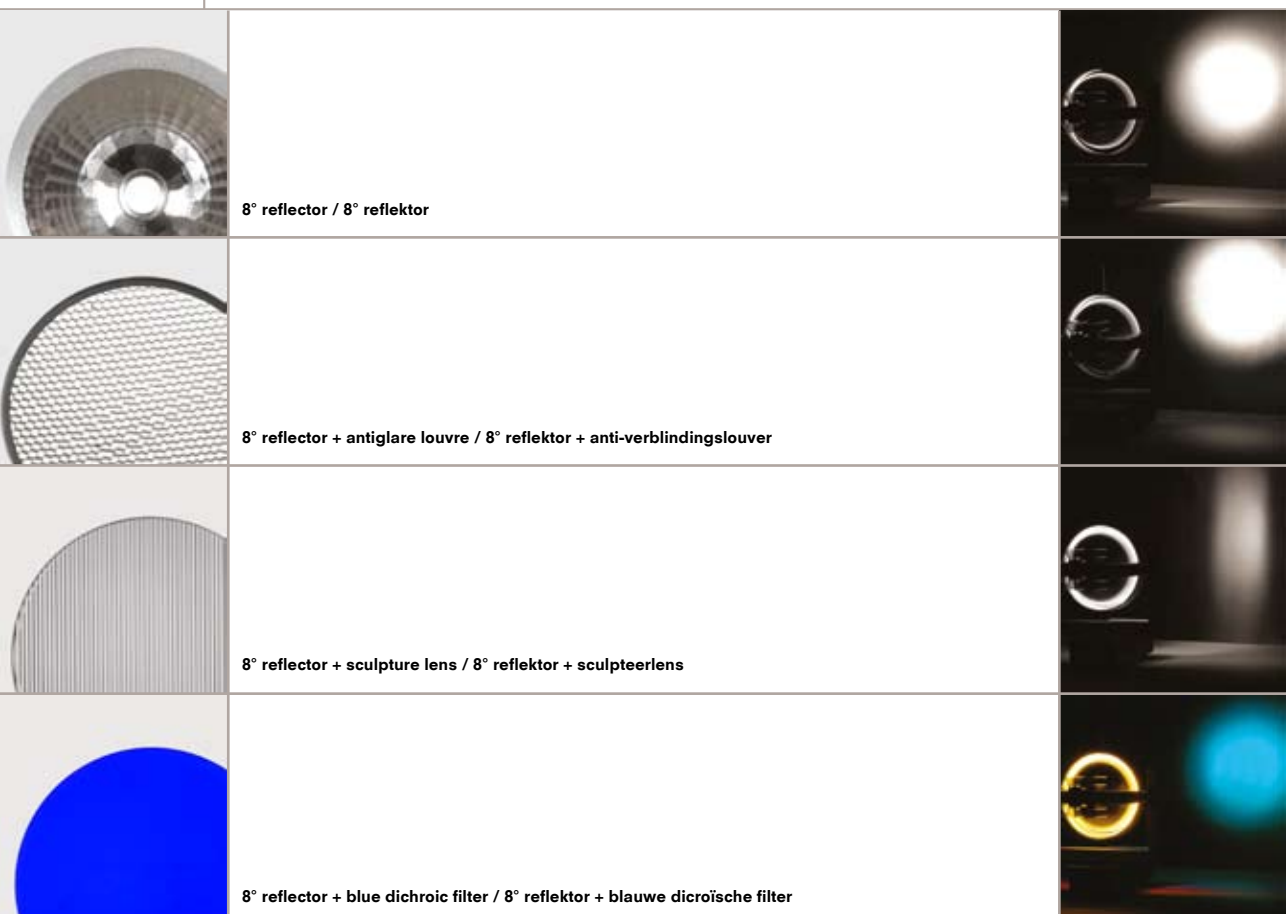 8° reflector / 8° reflektor
8° reflector + antiglare louvre / 8° reflektor + anti-verblindingslouver
8° reflector + sculpture lens / 8° reflektor + sculpteerlens
8° reflector + blue dichroic filter / 8° reflektor + blauwe dicroïsche filter